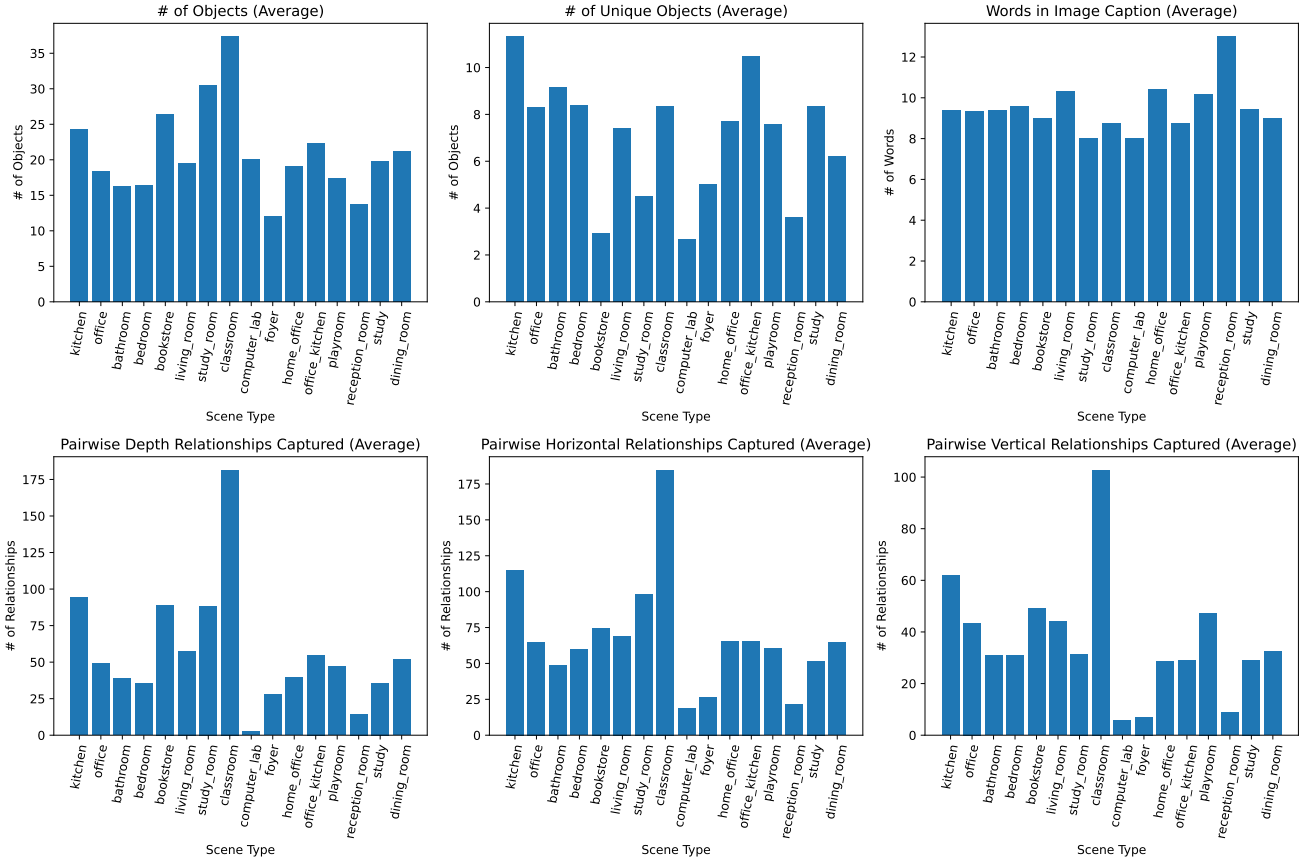 # of Objects (Average)
# of Objects
35
30
25
20
15
10
5
0
kitchen
office
bathroom
bedroom
bookstore
living_room
study_room
classroom
computer_lab
foyer
home_office
office_kitchen
playroom
reception_room
study
dining_room
Scene Type
# of Unique Objects (Average)
# of Objects
10
8
6
4
2
0
kitchen
office
bathroom
bedroom
bookstore
living_room
study_room
classroom
computer_lab
foyer
home_office
office_kitchen
playroom
reception_room
study
dining_room
Scene Type
Words in Image Caption (Average)
# of Words
12
10
8
6
4
2
0
kitchen
office
bathroom
bedroom
bookstore
living_room
study_room
classroom
computer_lab
home_office
office_kitchen
playroom
reception_room
study
dining_room
Scene Type
Pairwise Depth Relationships Captured (Average)
# of Relationships
175
150
125
100
75
50
25
0
kitchen
office
bathroom
bedroom
bookstore
living_room
study_room
classroom
computer_lab
foyer
home_office
office_kitchen
playroom
reception_room
study
dining_room
Scene Type
Pairwise Horizontal Relationships Captured (Average)
# of Relationships
175
150
125
100
75
50
25
0
kitchen
office
bathroom
bedroom
bookstore
living_room
study_room
classroom
computer_lab
foyer
home_office
office_kitchen
playroom
reception_room
study
dining_room
Scene Type
Pairwise Vertical Relationships Captured (Average)
# of Relationships
100
80
60
40
20
0
kitchen
office
bathroom
bedroom
bookstore
living_room
study_room
classroom
computer_lab
foyer
home_office
office_kitchen
playroom
reception_room
study
dining_room
Scene Type